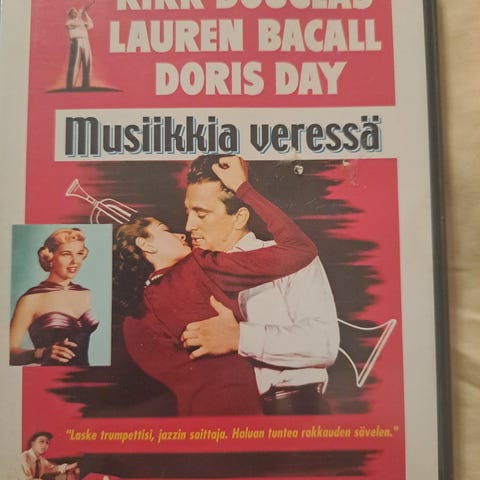 KIRK DOUGLAS
LAUREN BACALL
DORIS DAY
Musiikkia veressä
"Laske trumpettisi, jazzin soittaja. Haluan tuntea rakkauden sävelen."